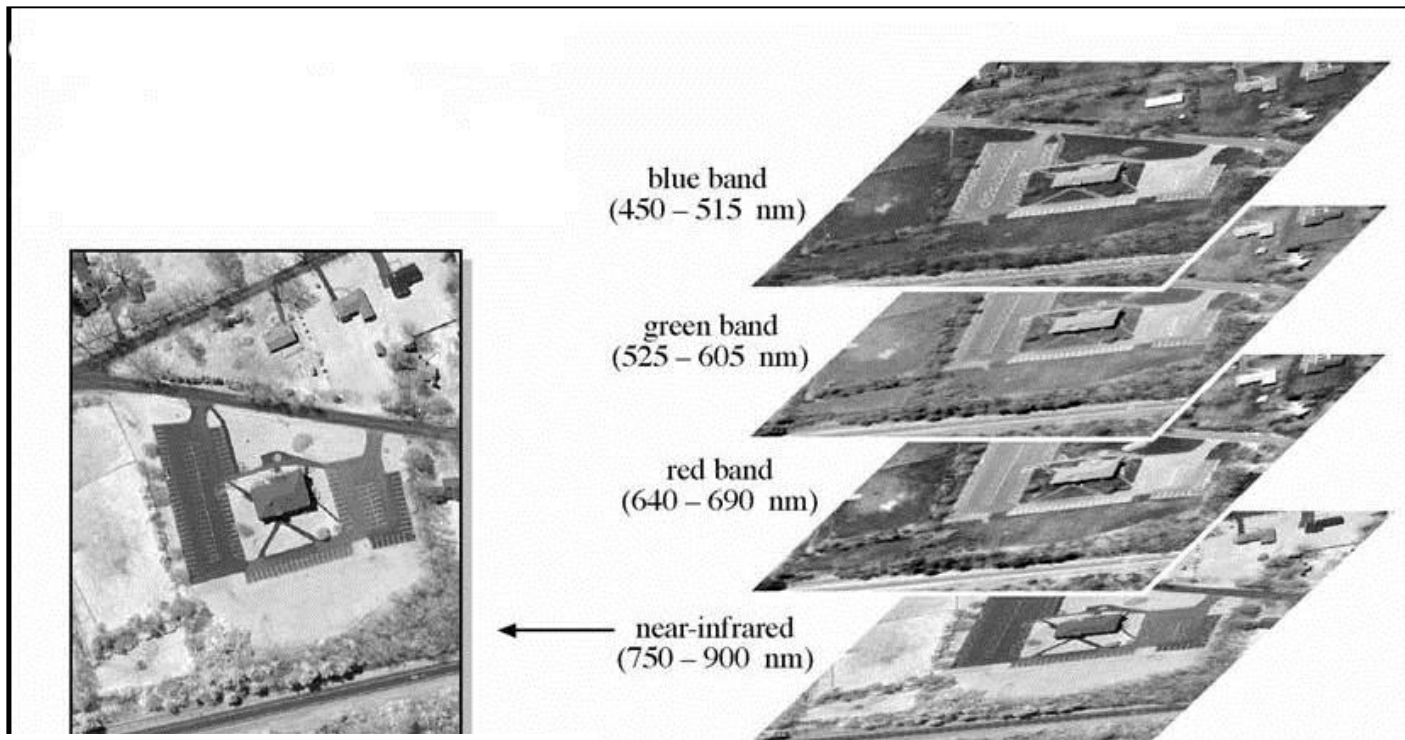 blue band
(450 – 515 nm)
green band
(525 – 605 nm)
red band
(640 – 690 nm)
near-infrared
(750 – 900 nm)